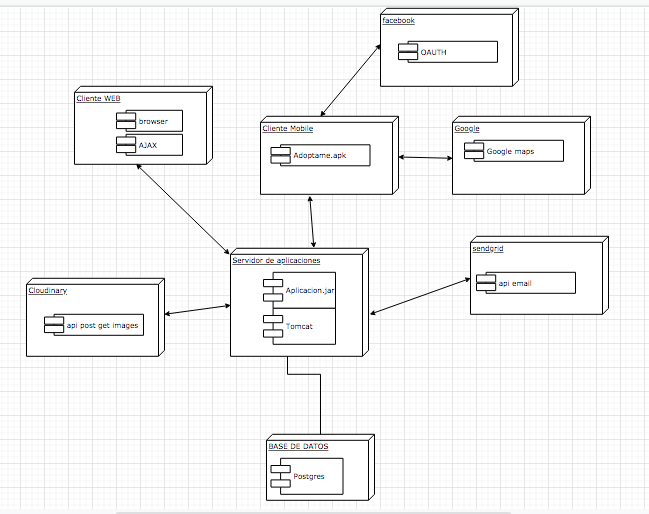 facebook
OAUTH
Cliente WEB
browser
AJAX
Cliente Mobile
Adoptame.apk
Google
Google maps
Servidor de aplicaciones
Aplicacion.jar
Tomcat
sendgrid
api email
Cloudinary
api post get images
BASE DE DATOS
Postgres